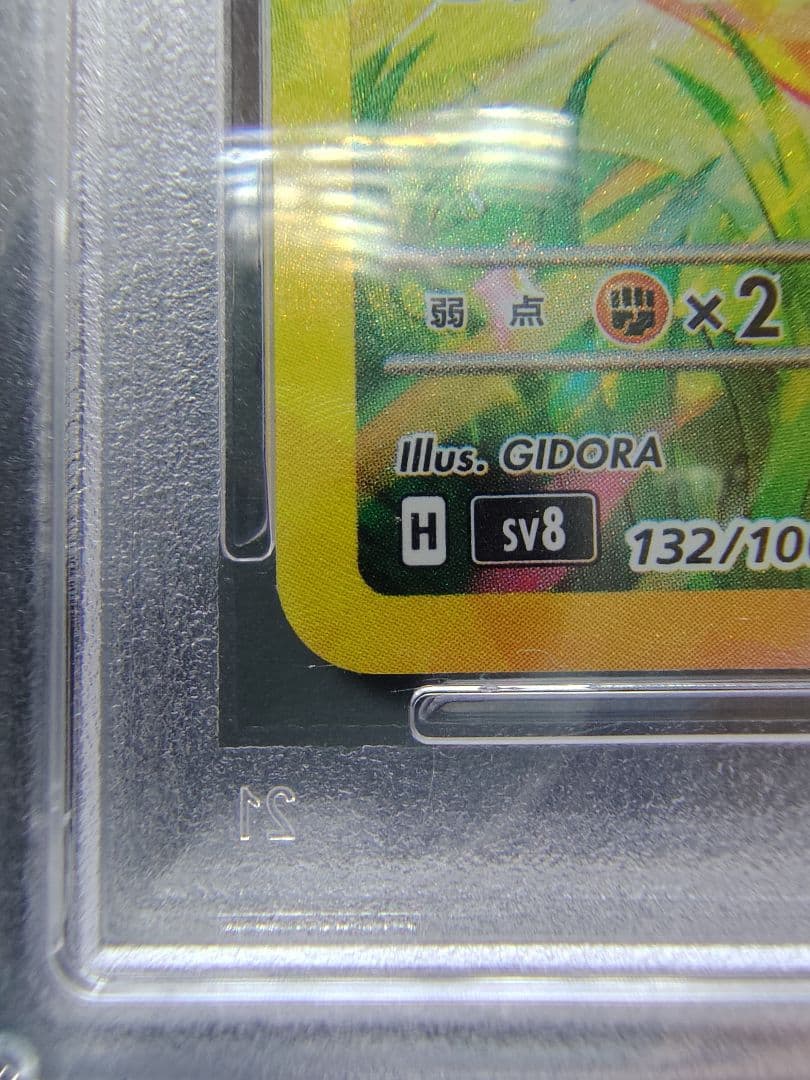 弱点 ×2
Illus. GIDORA
H SV8 132/10
21